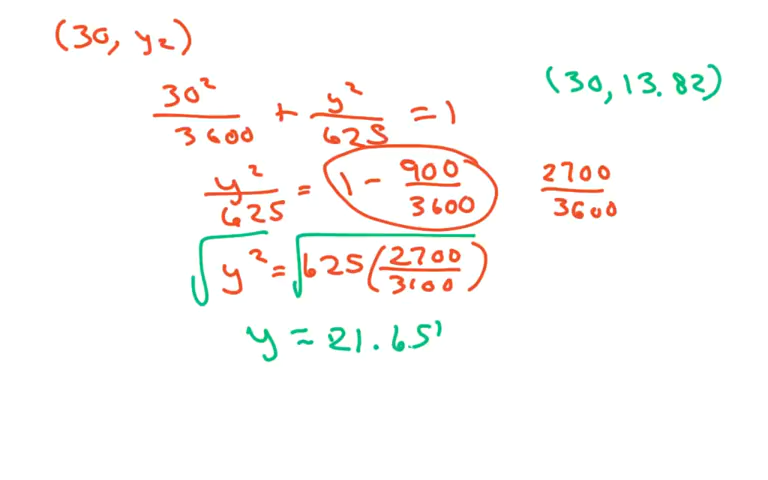 (30, y₂)
(30, 13.82)
30²/3600 + y²/625 = 1
y²/625 = 1 - 900/3600
2700/3600
√y² = √625(2700/3100)
y ≈ 21.65'